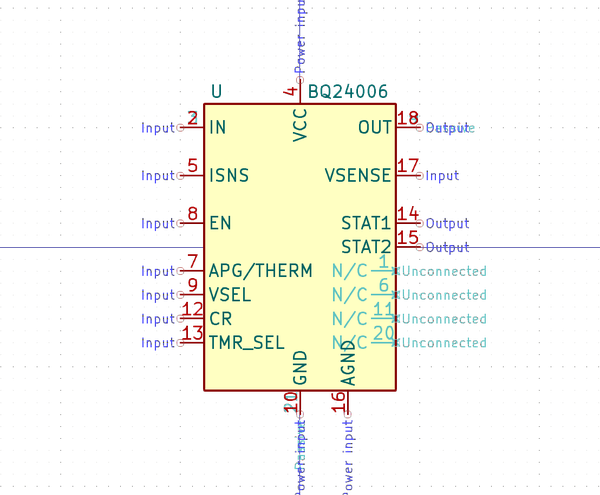 Power input
U
BQ24006
4
VCC
Input 2 IN
OUT 18 Output
Input 5 ISNS
VSENSE 17 Input
Input 8 EN
STAT1 14 Output
STAT2 15 Output
Input 7 APG/THERM
N/C 1 Unconnected
Input 9 VSEL
N/C 6 Unconnected
Input 12 CR
N/C 11 Unconnected
Input 13 TMR_SEL
N/C 20 Unconnected
GND
AGND
10
16
Power input
Power input